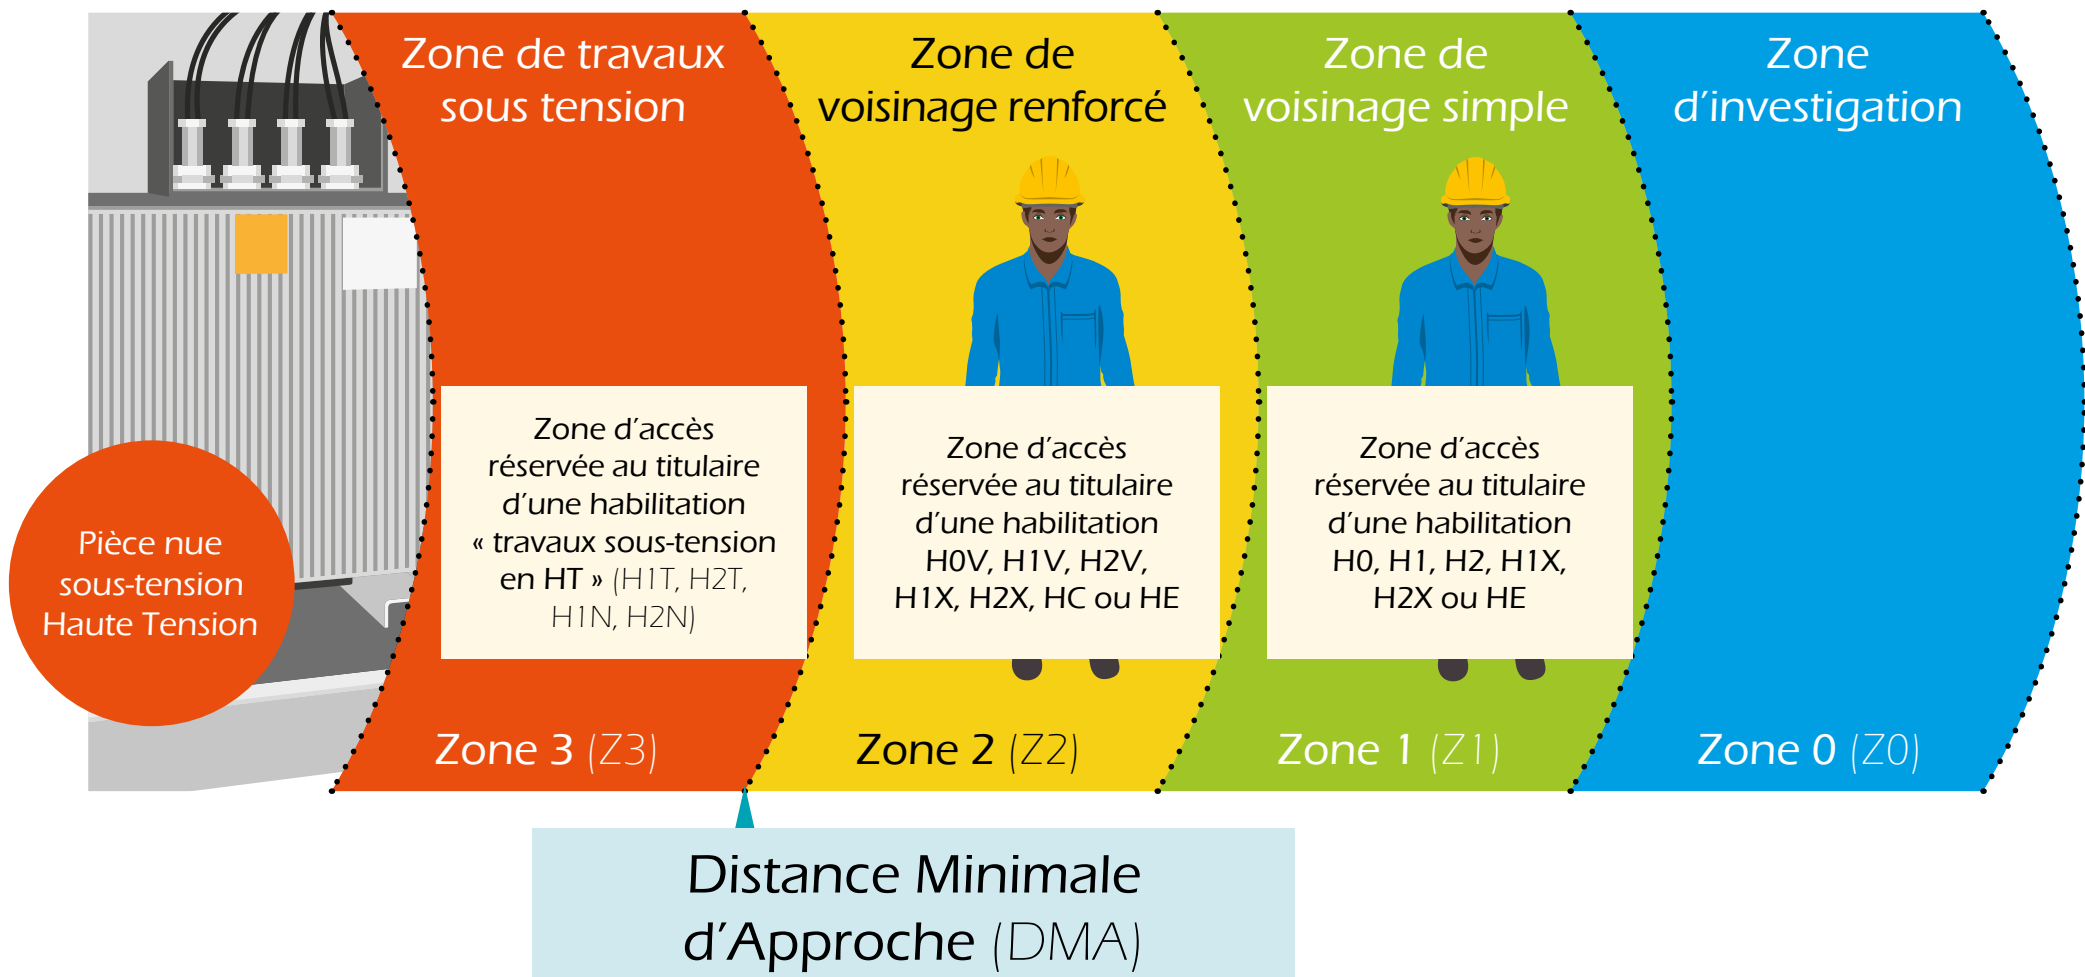 Zone de travaux
sous tension
Zone de
voisinage renforcé
Zone de
voisinage simple
Zone
d'investigation
Pièce nue
sous-tension
Haute Tension
Zone d'accès
réservée au titulaire
d'une habilitation
« travaux sous-tension
en HT » (H1T, H2T,
H1N, H2N)
Zone d'accès
réservée au titulaire
d'une habilitation
H0V, H1V, H2V,
H1X, H2X, HC ou HE
Zone d'accès
réservée au titulaire
d'une habilitation
H0, H1, H2, H1X,
H2X ou HE
Zone 3 (Z3)
Zone 2 (Z2)
Zone 1 (Z1)
Zone 0 (Z0)
Distance Minimale
d'Approche (DMA)